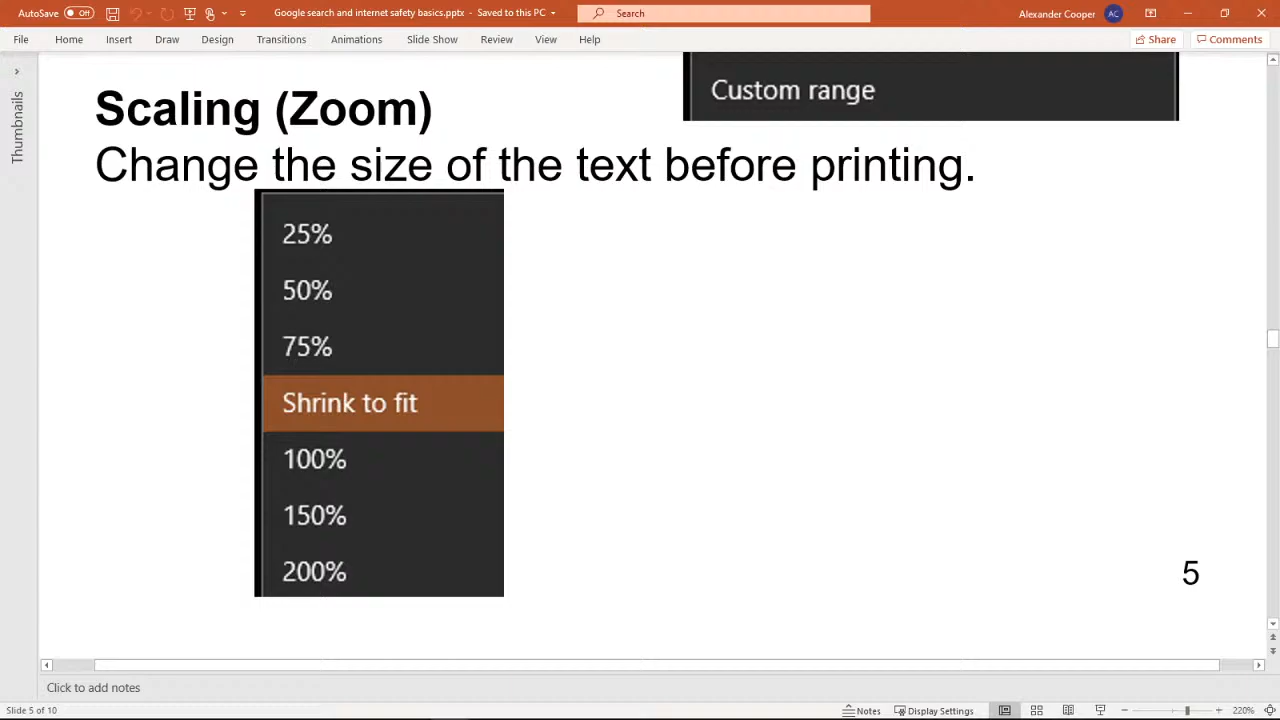 AutoSave Off Google search and internet safety basics.pptx - Saved to this PC Search Alexander Cooper AC
File Home Insert Draw Design Transitions Animations Slide Show Review View Help Share Comments
Thumbnails
Custom range
Scaling (Zoom)
Change the size of the text before printing.
25%
50%
75%
Shrink to fit
100%
150%
200%
5
Click to add notes
Slide 5 of 10 Notes Display Settings 220%